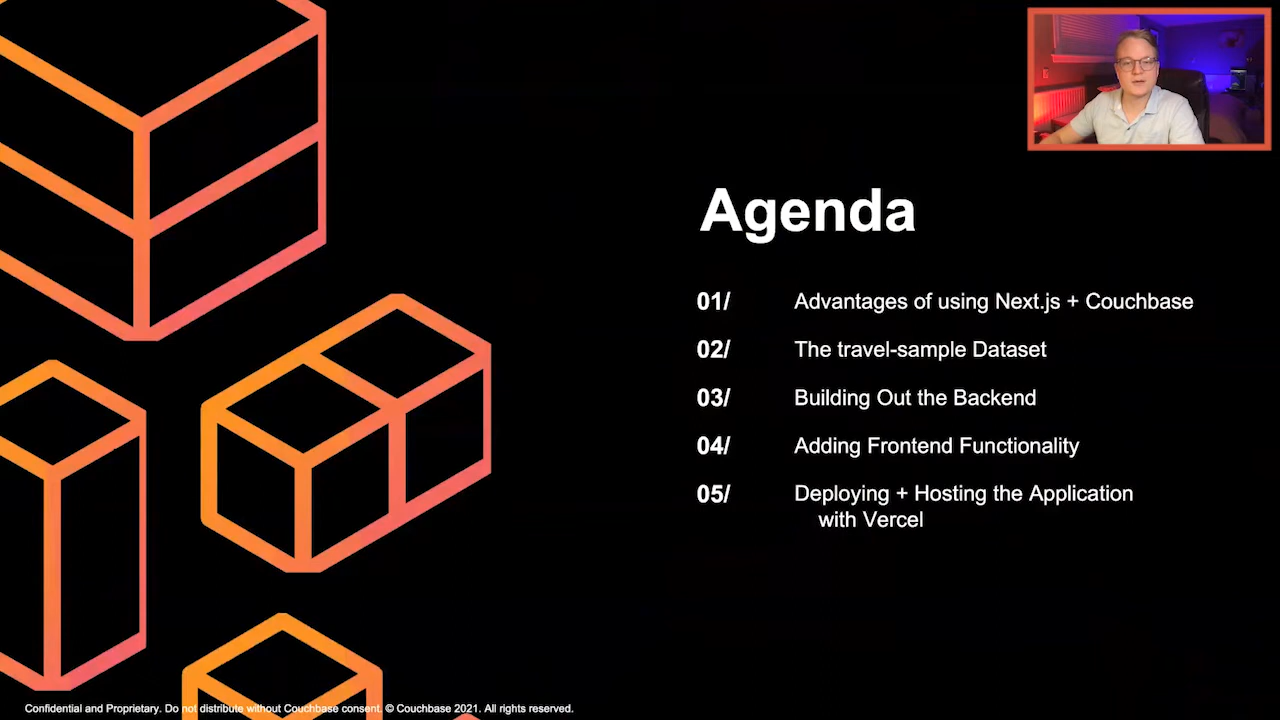 Agenda
01/ Advantages of using Next.js + Couchbase
02/ The travel-sample Dataset
03/ Building Out the Backend
04/ Adding Frontend Functionality
05/ Deploying + Hosting the Application
with Vercel
Confidential and Proprietary. Do not distribute without Couchbase consent. © Couchbase 2021. All rights reserved.